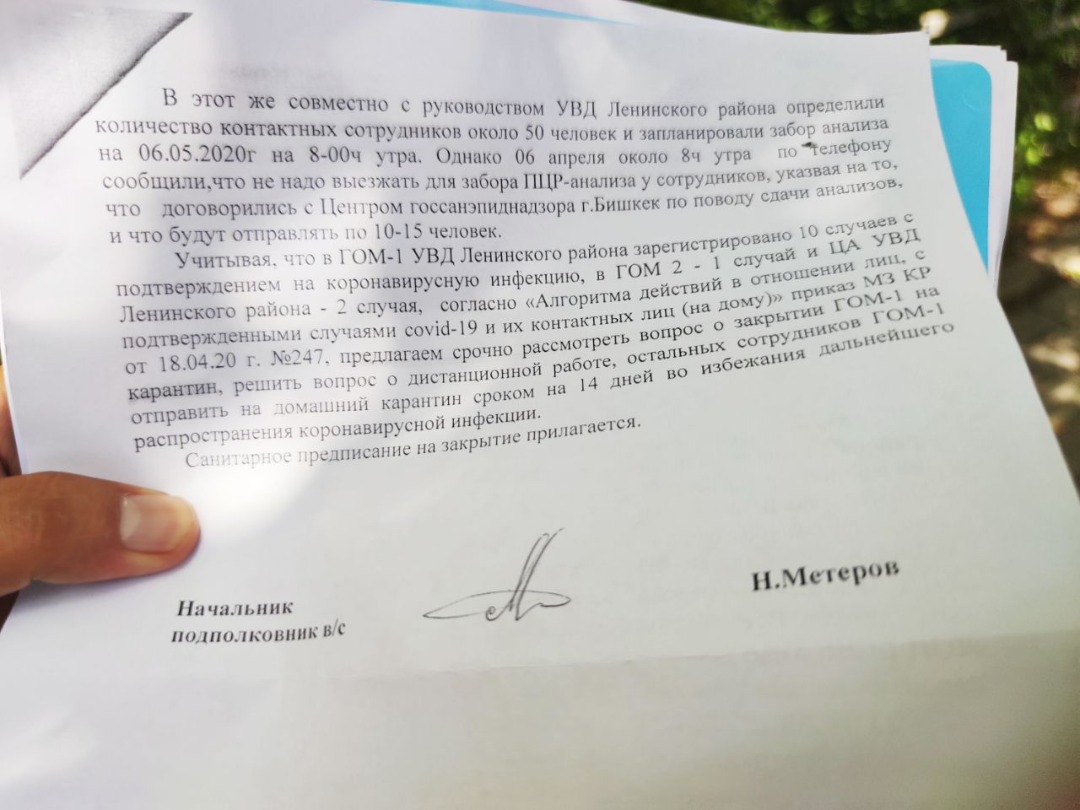 В этот же совместно с руководством УВД Ленинского района определили
количество контактных сотрудников около 50 человек и запланировали забор анализа
на 06.05.2020г на 8-00ч утра. Однако 06 апреля около 8ч утра по телефону
сообщили,что не надо выезжать для забора ПЦР-анализа у сотрудников, указвая на то,
что договорились с Центром госсанэпиднадзора г.Бишкек по поводу сдачи анализов,
и что будут отправлять по 10-15 человек.
Учитывая, что в ГОМ-1 УВД Ленинского района зарегистрировано 10 случаев с
подтверждением на коронавирусную инфекцию, в ГОМ 2 - 1 случай и ЦА УВД
Ленинского района - 2 случая, согласно «Алгоритма действий в отношении лиц, с
подтвержденными случаями covid-19 и их контактных лиц (на дому)» приказ МЗ КР
от 18.04.20 г. №247, предлагаем срочно рассмотреть вопрос о закрытии ГОМ-1 на
карантин, решить вопрос о дистанционной работе, остальных сотрудников ГОМ-1
отправить на домашний карантин сроком на 14 дней во избежания дальнейшего
распространения коронавирусной инфекции.
Санитарное предписание на закрытие прилагается.
Начальник
подполковник в/с
Н.Метеров